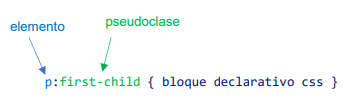 elemento
pseudoclase
p:first-child { bloque declarativo css }